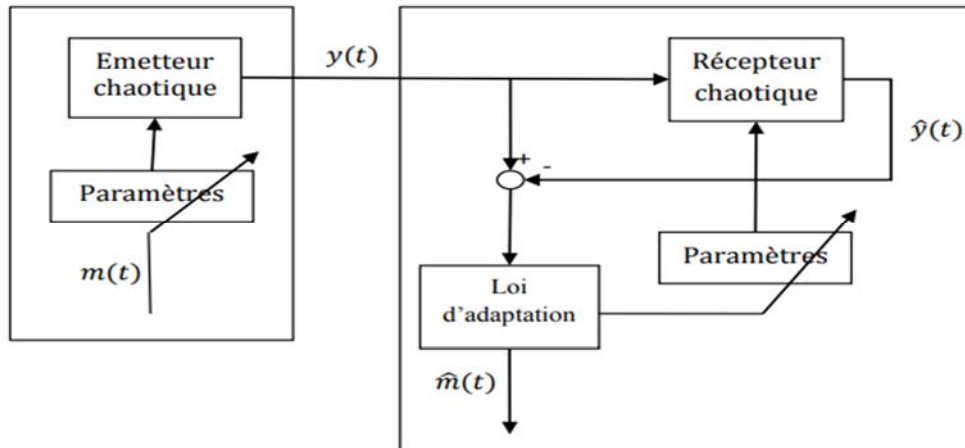 Emetteur
chaotique
y(t)
Récepteur
chaotique
ŷ(t)
+
-
Paramètres
m(t)
Paramètres
Loi
d'adaptation
m̂(t)